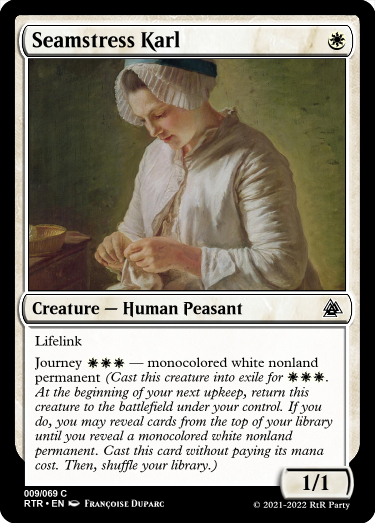 Seamstress Karl
Creature — Human Peasant
Lifelink
Journey — monocolored white nonland
permanent (Cast this creature into exile for .
At the beginning of your next upkeep, return this
creature to the battlefield under your control. If you
do, you may reveal cards from the top of your library
until you reveal a monocolored white nonland
permanent. Cast this card without paying its mana
cost. Then, shuffle your library.)
1/1
009/069 C
RTR • EN Françoise Duparc
© 2021-2022 RtR Party